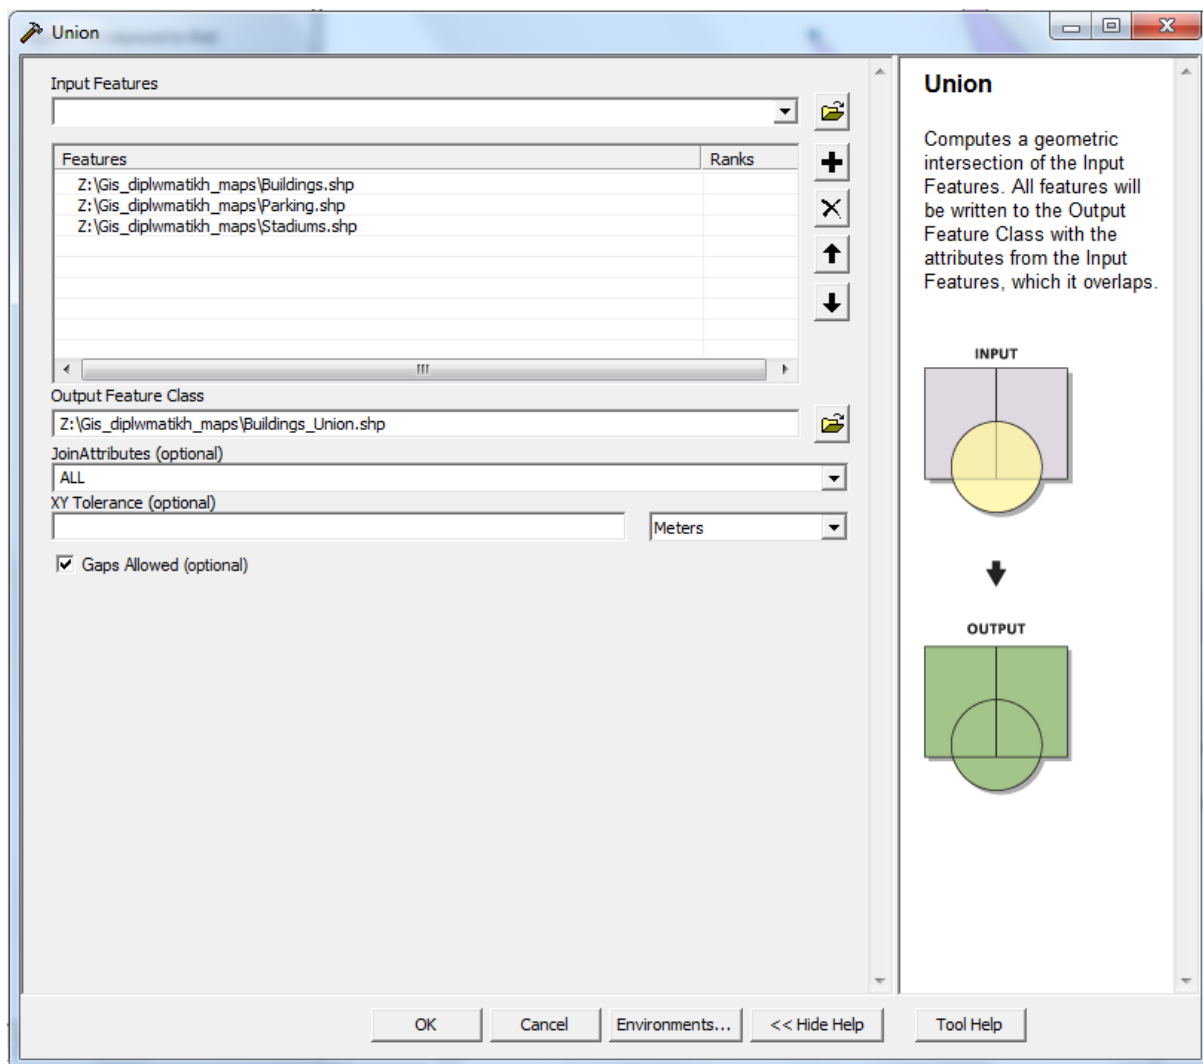 Union
Input Features
Features Ranks
Z:\Gis_diplwmatikh_maps\Buildings.shp
Z:\Gis_diplwmatikh_maps\Parking.shp
Z:\Gis_diplwmatikh_maps\Stadiums.shp
Output Feature Class
Z:\Gis_diplwmatikh_maps\Buildings_Union.shp
JoinAttributes (optional)
ALL
XY Tolerance (optional)
Meters
Gaps Allowed (optional)
Union
Computes a geometric
intersection of the Input
Features. All features will
be written to the Output
Feature Class with the
attributes from the Input
Features, which it overlaps.
INPUT
OUTPUT
OK Cancel Environments... << Hide Help Tool Help